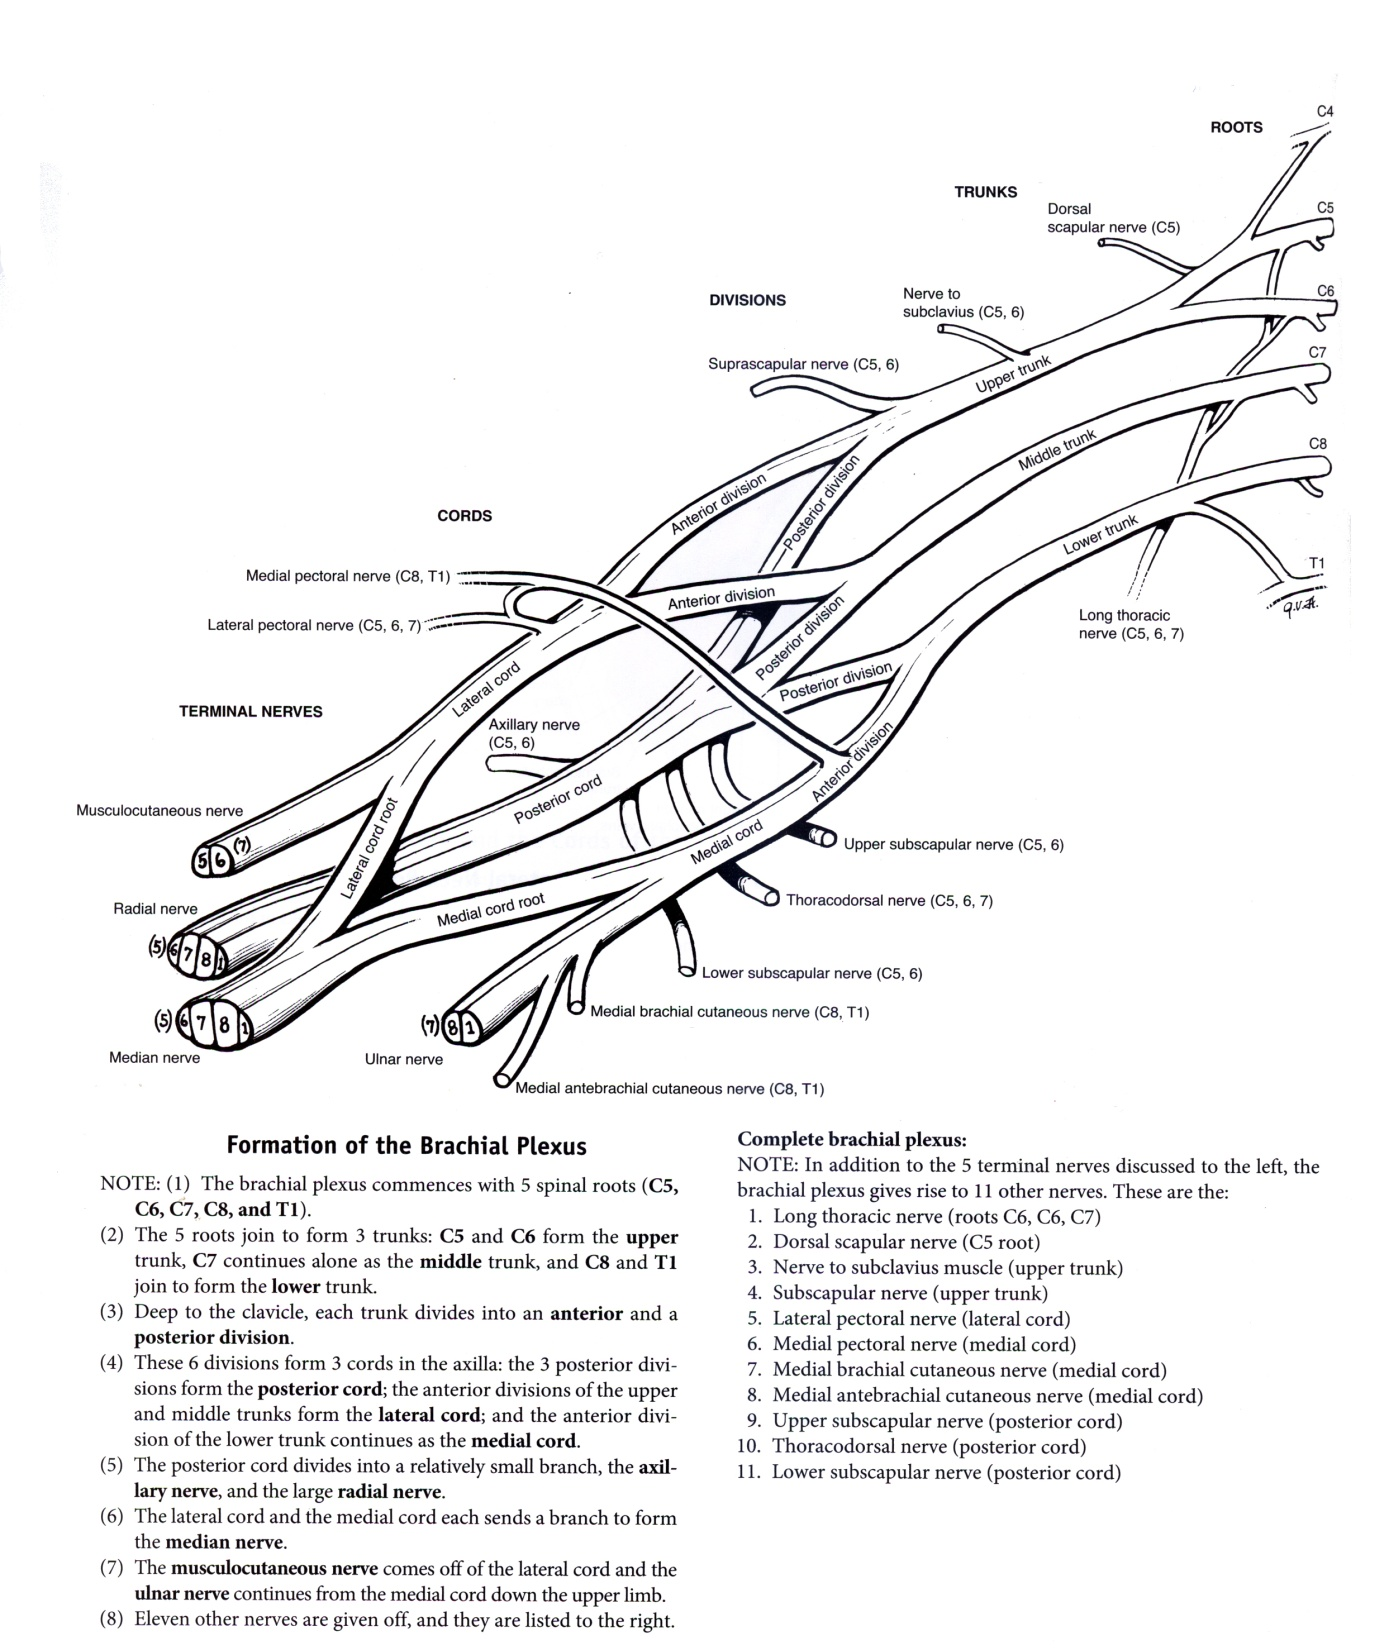 C4
ROOTS
TRUNKS
Dorsal
scapular nerve (C5)
C5
DIVISIONS
Nerve to
subclavius (C5, 6)
C6
Suprascapular nerve (C5, 6)
C7
Upper trunk
Middle trunk
C8
Anterior division
Posterior division
CORDS
Lower trunk
Medial pectoral nerve (C8, T1)
T1
Anterior division
Lateral pectoral nerve (C5, 6, 7)
Posterior division
Long thoracic
nerve (C5, 6, 7)
Lateral cord
Posterior division
TERMINAL NERVES
Axillary nerve
(C5, 6)
Anterior division
Posterior cord
Musculocutaneous nerve
5 6 (7)
Lateral cord root
Medial cord
Upper subscapular nerve (C5, 6)
Thoracodorsal nerve (C5, 6, 7)
Radial nerve
Medial cord root
(5) 6 7 8 1
Lower subscapular nerve (C5, 6)
Medial brachial cutaneous nerve (C8, T1)
(5) 6 7 8 1
(7) 8 1
Median nerve
Ulnar nerve
Medial antebrachial cutaneous nerve (C8, T1)
Formation of the Brachial Plexus
NOTE: (1) The brachial plexus commences with 5 spinal roots (C5,
C6, C7, C8, and T1).
(2) The 5 roots join to form 3 trunks: C5 and C6 form the upper
trunk, C7 continues alone as the middle trunk, and C8 and T1
join to form the lower trunk.
(3) Deep to the clavicle, each trunk divides into an anterior and a
posterior division.
(4) These 6 divisions form 3 cords in the axilla: the 3 posterior divi-
sions form the posterior cord; the anterior divisions of the upper
and middle trunks form the lateral cord; and the anterior divi-
sion of the lower trunk continues as the medial cord.
(5) The posterior cord divides into a relatively small branch, the axil-
lary nerve, and the large radial nerve.
(6) The lateral cord and the medial cord each sends a branch to form
the median nerve.
(7) The musculocutaneous nerve comes off of the lateral cord and the
ulnar nerve continues from the medial cord down the upper limb.
(8) Eleven other nerves are given off, and they are listed to the right.
Complete brachial plexus:
NOTE: In addition to the 5 terminal nerves discussed to the left, the
brachial plexus gives rise to 11 other nerves. These are the:
1. Long thoracic nerve (roots C6, C6, C7)
2. Dorsal scapular nerve (C5 root)
3. Nerve to subclavius muscle (upper trunk)
4. Subscapular nerve (upper trunk)
5. Lateral pectoral nerve (lateral cord)
6. Medial pectoral nerve (medial cord)
7. Medial brachial cutaneous nerve (medial cord)
8. Medial antebrachial cutaneous nerve (medial cord)
9. Upper subscapular nerve (posterior cord)
10. Thoracodorsal nerve (posterior cord)
11. Lower subscapular nerve (posterior cord)